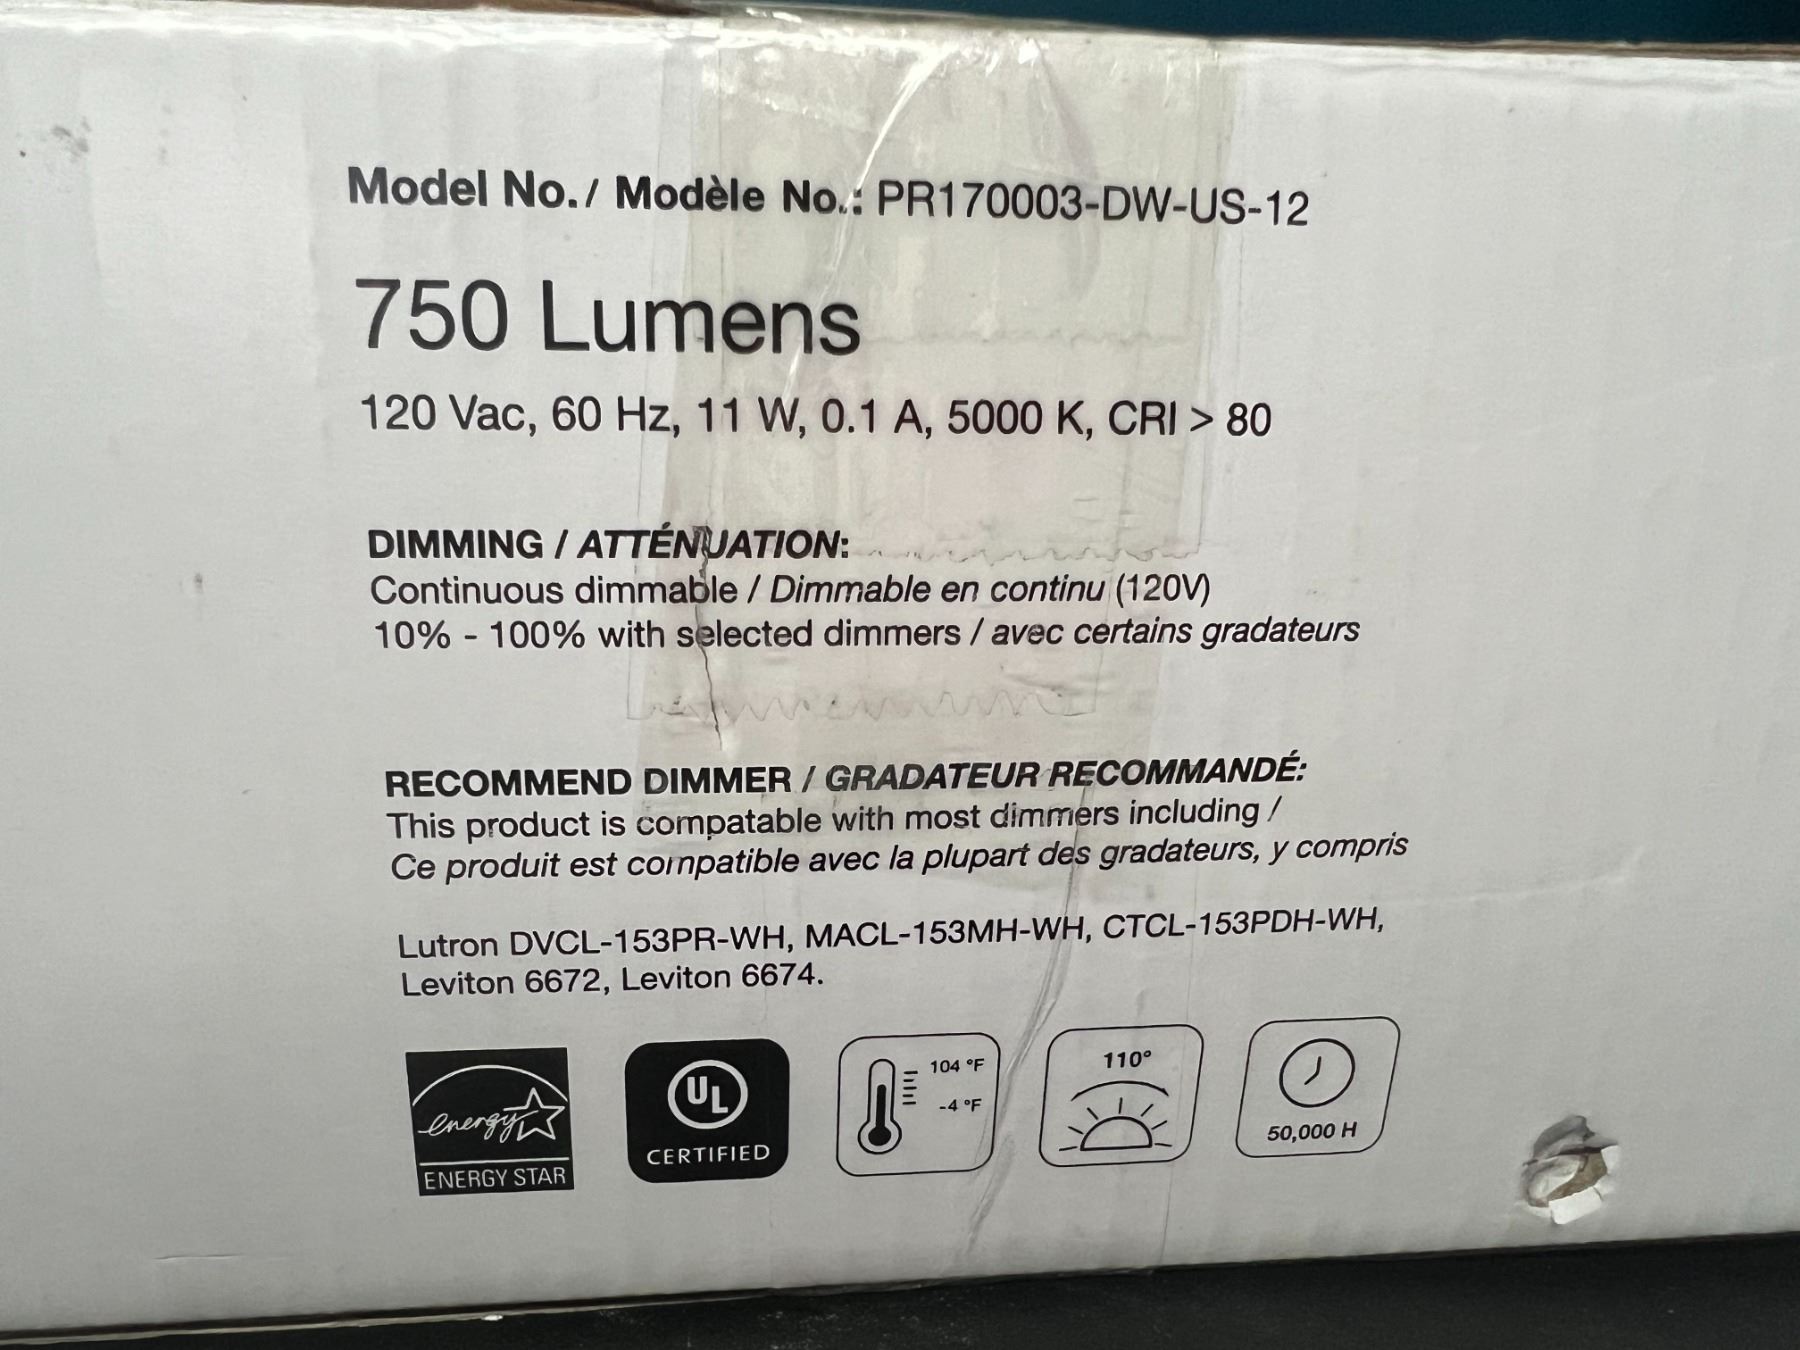 Model No./ Modèle No.: PR170003-DW-US-12
750 Lumens
120 Vac, 60 Hz, 11 W, 0.1 A, 5000 K, CRI > 80
DIMMING / ATTÉNUATION:
Continuous dimmable / Dimmable en continu (120V)
10% - 100% with selected dimmers / avec certains gradateurs
RECOMMEND DIMMER / GRADATEUR RECOMMANDÉ:
This product is compatable with most dimmers including /
Ce produit est compatible avec la plupart des gradateurs, y compris
Lutron DVCL-153PR-WH, MACL-153MH-WH, CTCL-153PDH-WH,
Leviton 6672, Leviton 6674.
energy
ENERGY STAR
UL
CERTIFIED
104 °F
-4 °F
110°
50,000 H